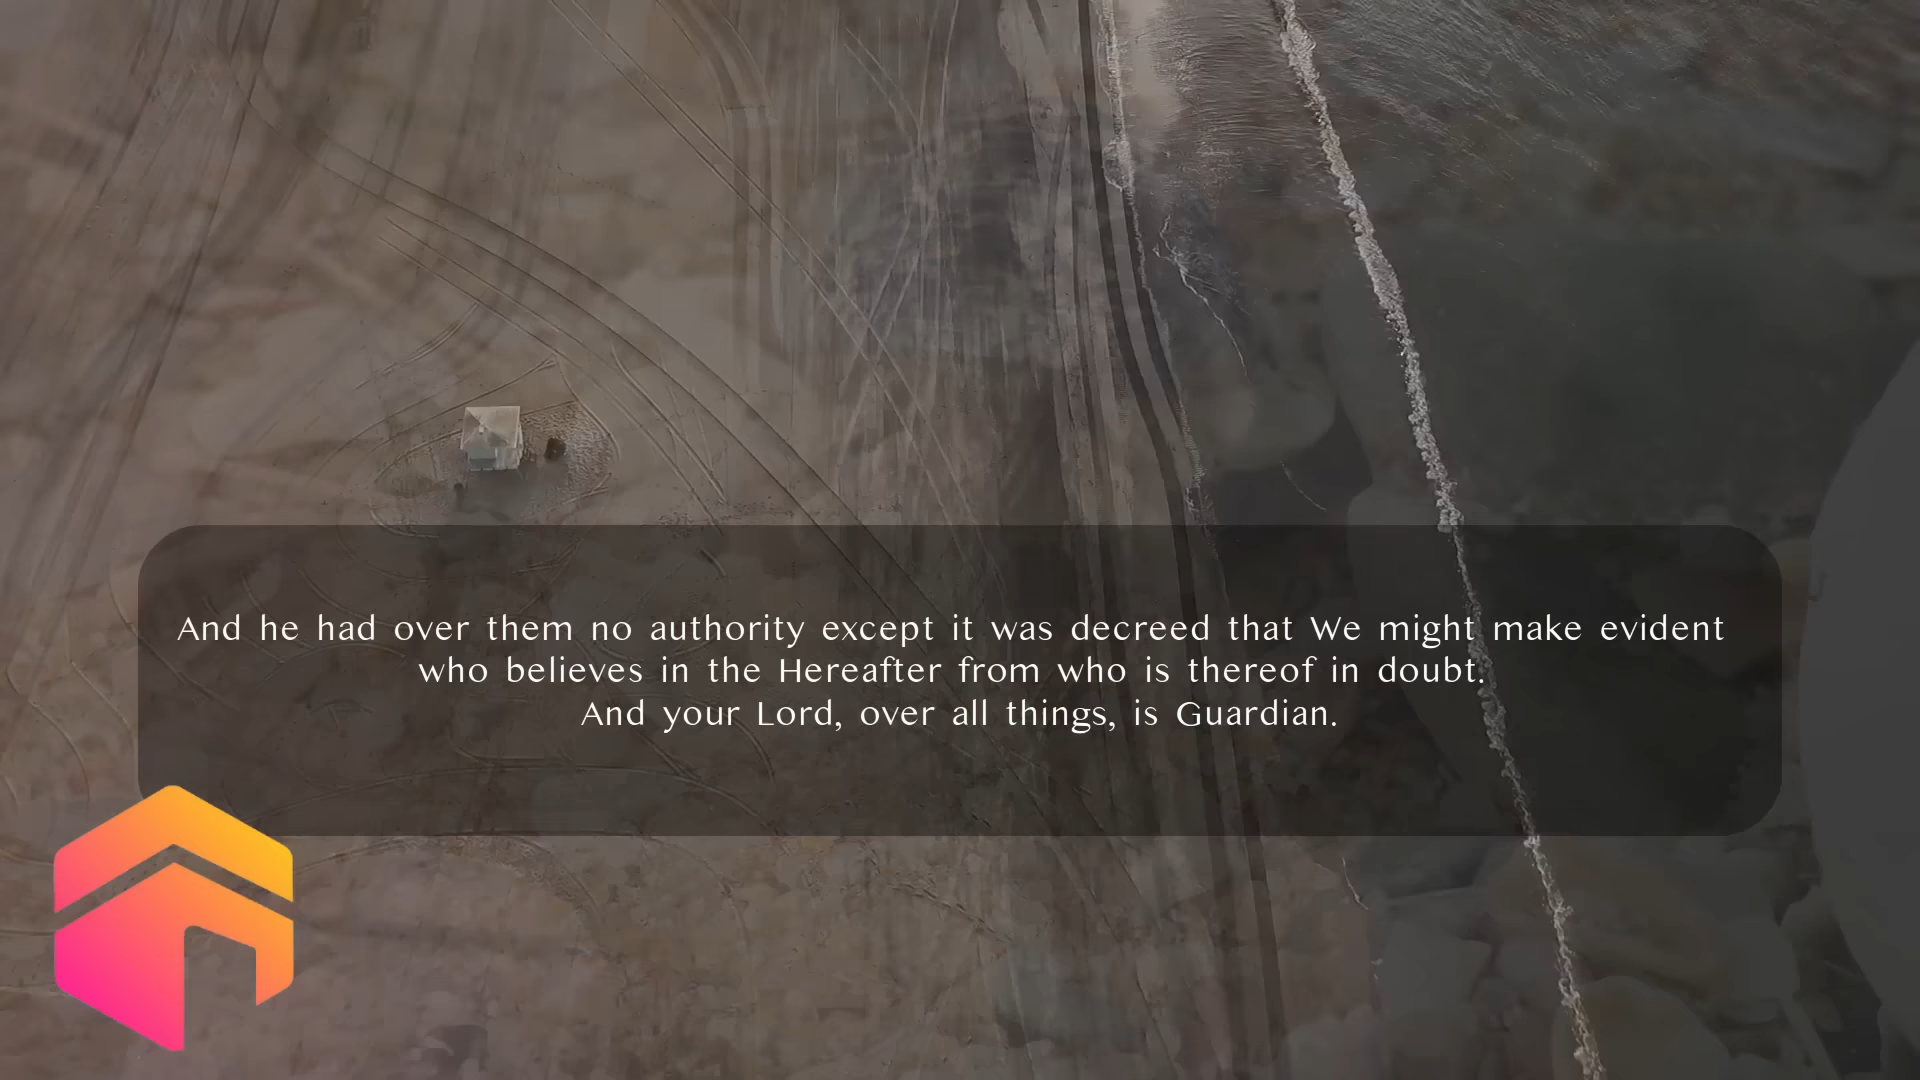 And he had over them no authority except it was decreed that We might make evident
who believes in the Hereafter from who is thereof in doubt.
And your Lord, over all things, is Guardian.